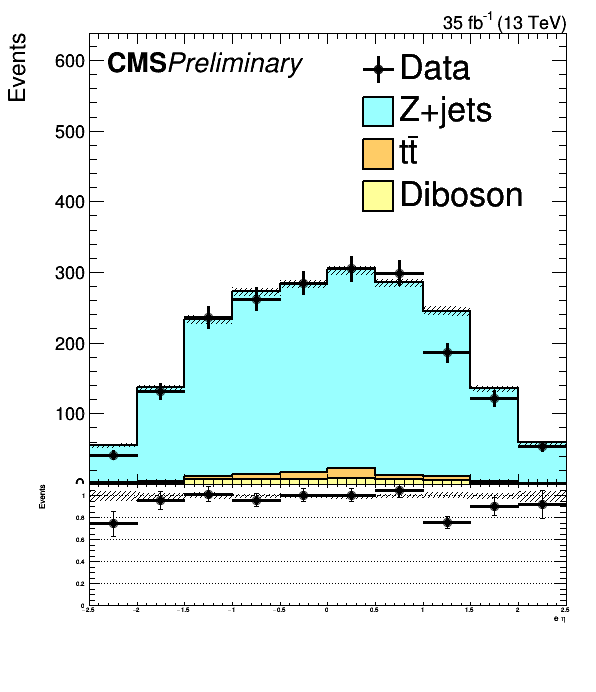 35 fb-1 (13 TeV)
Events
CMS Preliminary
600
500
400
300
200
100
0
Data
Z+jets
tt̄
Diboson
Events
1
0.8
0.6
0.4
0.2
0
-2.5 -2 -1.5 -1 -0.5 0 0.5 1 1.5 2 2.5
e η